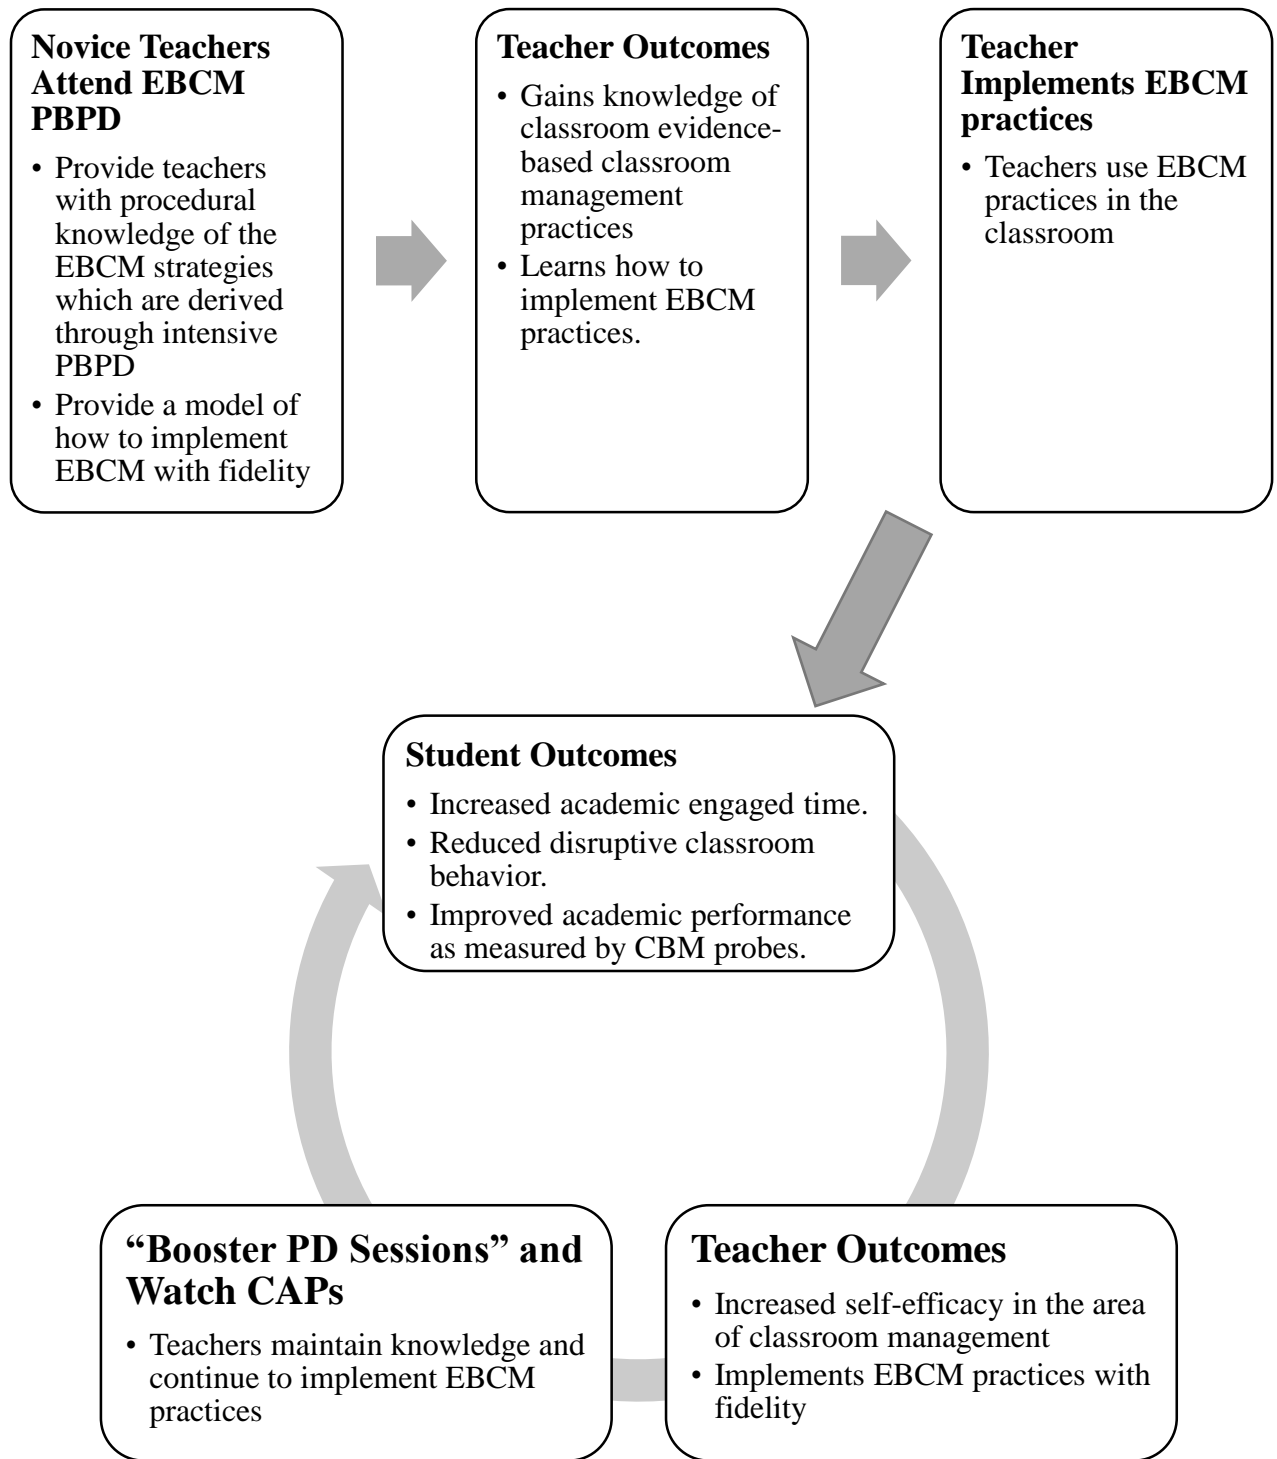 Novice Teachers
Attend EBCM
PBPD
• Provide teachers
with procedural
knowledge of the
EBCM strategies
which are derived
through intensive
PBPD
• Provide a model of
how to implement
EBCM with fidelity
Teacher Outcomes
• Gains knowledge of
classroom evidence-
based classroom
management
practices
• Learns how to
implement EBCM
practices.
Teacher
Implements EBCM
practices
• Teachers use EBCM
practices in the
classroom
Student Outcomes
• Increased academic engaged time.
• Reduced disruptive classroom
behavior.
• Improved academic performance
as measured by CBM probes.
“Booster PD Sessions” and
Watch CAPs
• Teachers maintain knowledge and
continue to implement EBCM
practices
Teacher Outcomes
• Increased self-efficacy in the area
of classroom management
• Implements EBCM practices with
fidelity